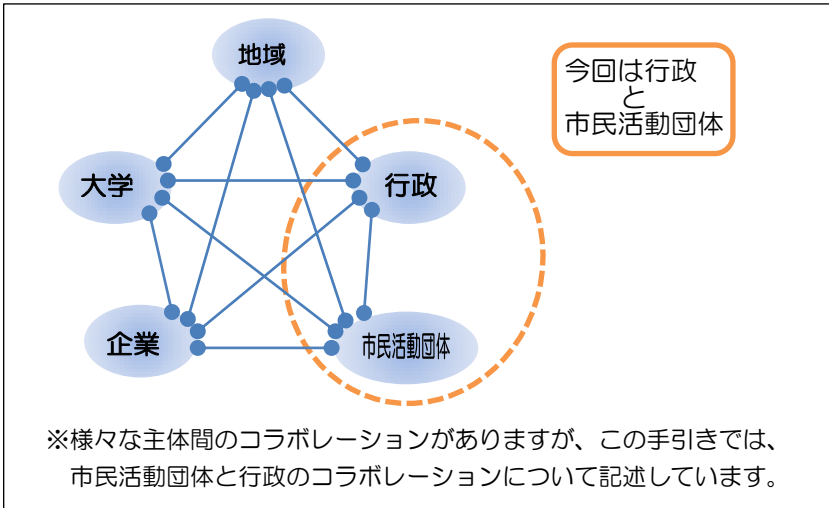 地域
今回は行政
と
市民活動団体
大学
行政
企業
市民活動団体
※様々な主体間のコラボレーションがありますが、この手引きでは、
市民活動団体と行政のコラボレーションについて記述しています。